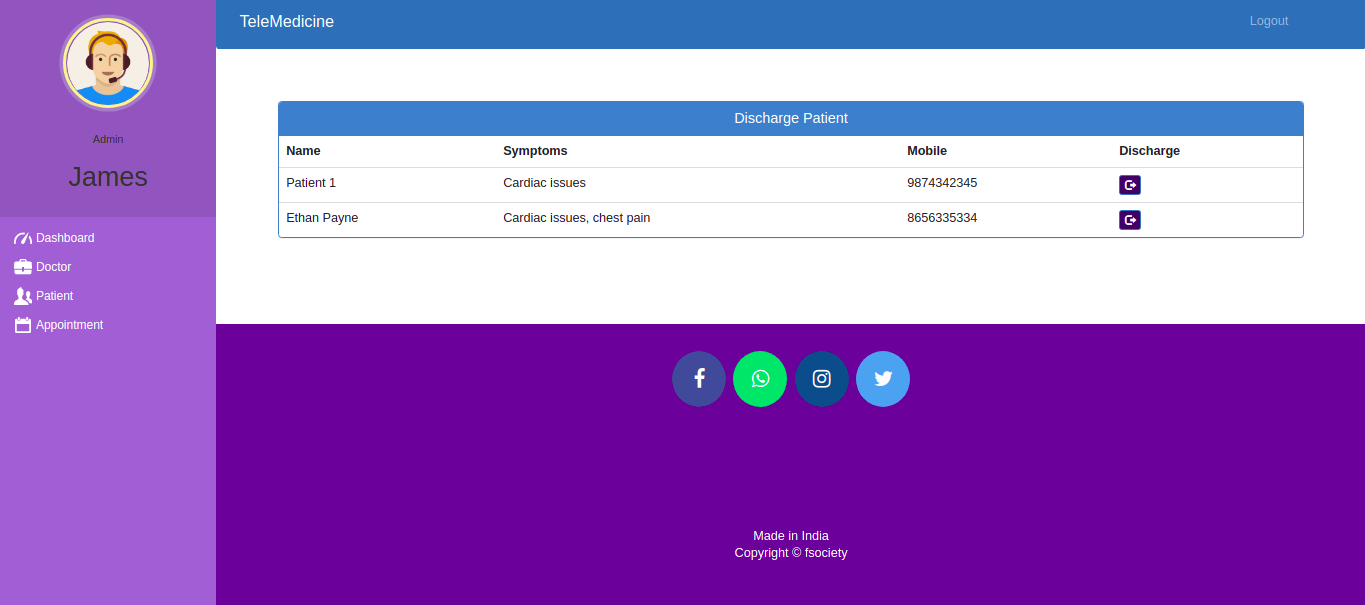 TeleMedicine
Logout
Admin
James
Dashboard
Doctor
Patient
Appointment
Discharge Patient
Name Symptoms Mobile Discharge
Patient 1 Cardiac issues 9874342345
Ethan Payne Cardiac issues, chest pain 8656335334
Made in India
Copyright © fsociety